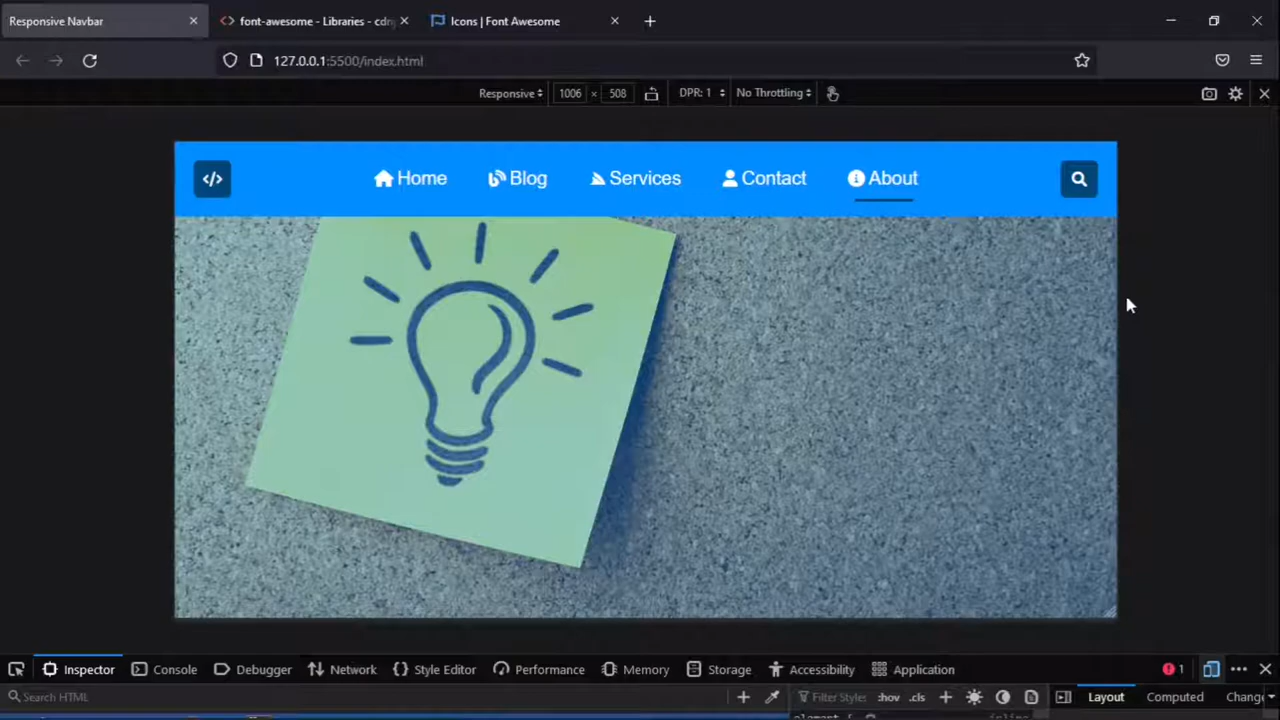 Responsive Navbar
font-awesome - Libraries - cdn
Icons | Font Awesome
127.0.0.1:5500/index.html
Responsive 1006 × 508 DPR: 1 No Throttling
</> Home Blog Services Contact About
Inspector Console Debugger Network Style Editor Performance Memory Storage Accessibility Application 1
Search HTML Filter Styles :hov .cls Layout Computed Change
element { inline